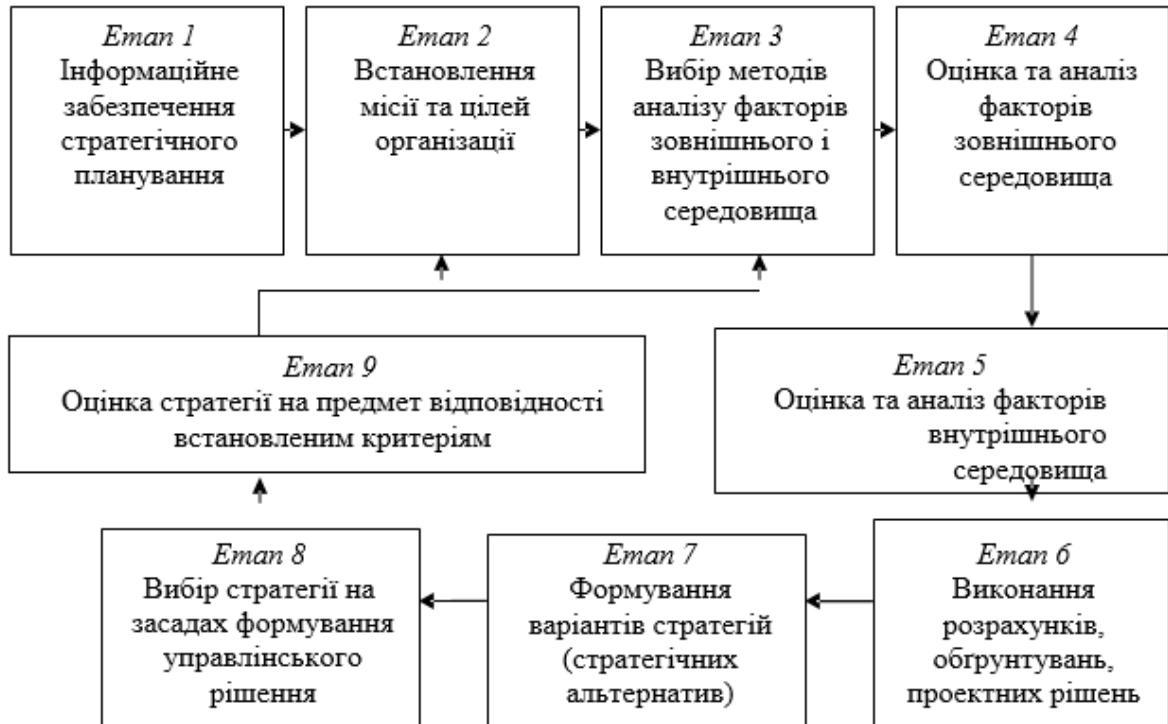 Етап 1
Інформаційне
забезпечення
стратегічного
планування
Етап 2
Встановлення
місії та цілей
організації
Етап 3
Вибір методів
аналізу факторів
зовнішнього і
внутрішнього
середовища
Етап 4
Оцінка та аналіз
факторів
зовнішнього
середовища
Етап 5
Оцінка та аналіз факторів
внутрішнього
середовища
Етап 6
Виконання
розрахунків,
обґрунтувань,
проектних рішень
Етап 7
Формування
варіантів стратегій
(стратегічних
альтернатив)
Етап 8
Вибір стратегії на
засадах формування
управлінського
рішення
Етап 9
Оцінка стратегії на предмет відповідності
встановленим критеріям